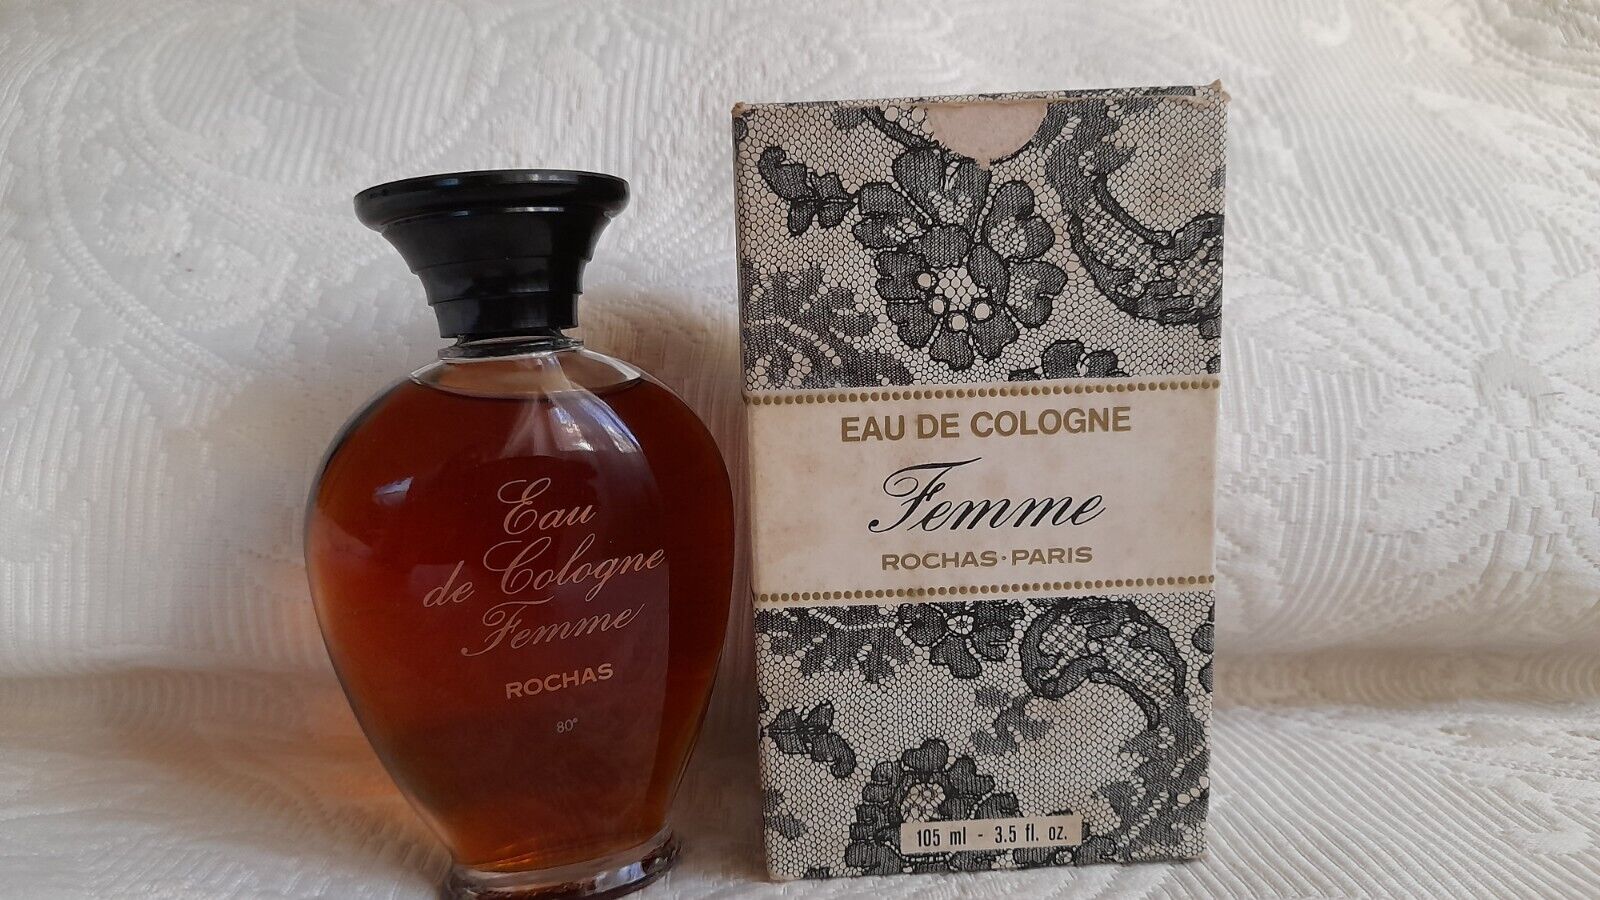 Eau
de Cologne
Femme
ROCHAS
80°
EAU DE COLOGNE
Femme
ROCHAS·PARIS
105 ml - 3.5 fl. oz.